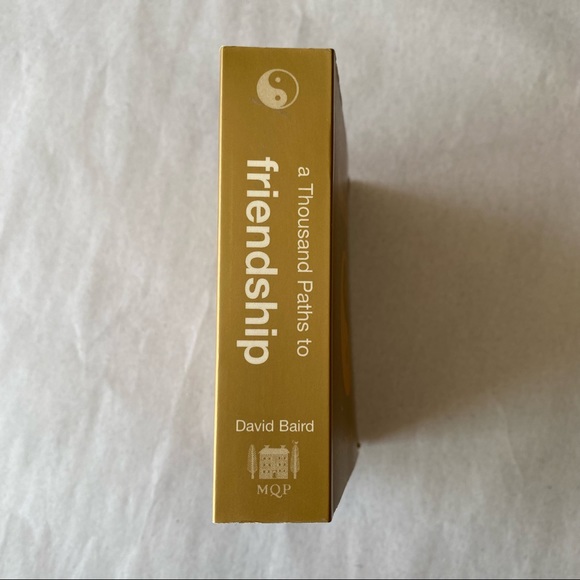 a Thousand Paths to
friendship
David Baird
MQP